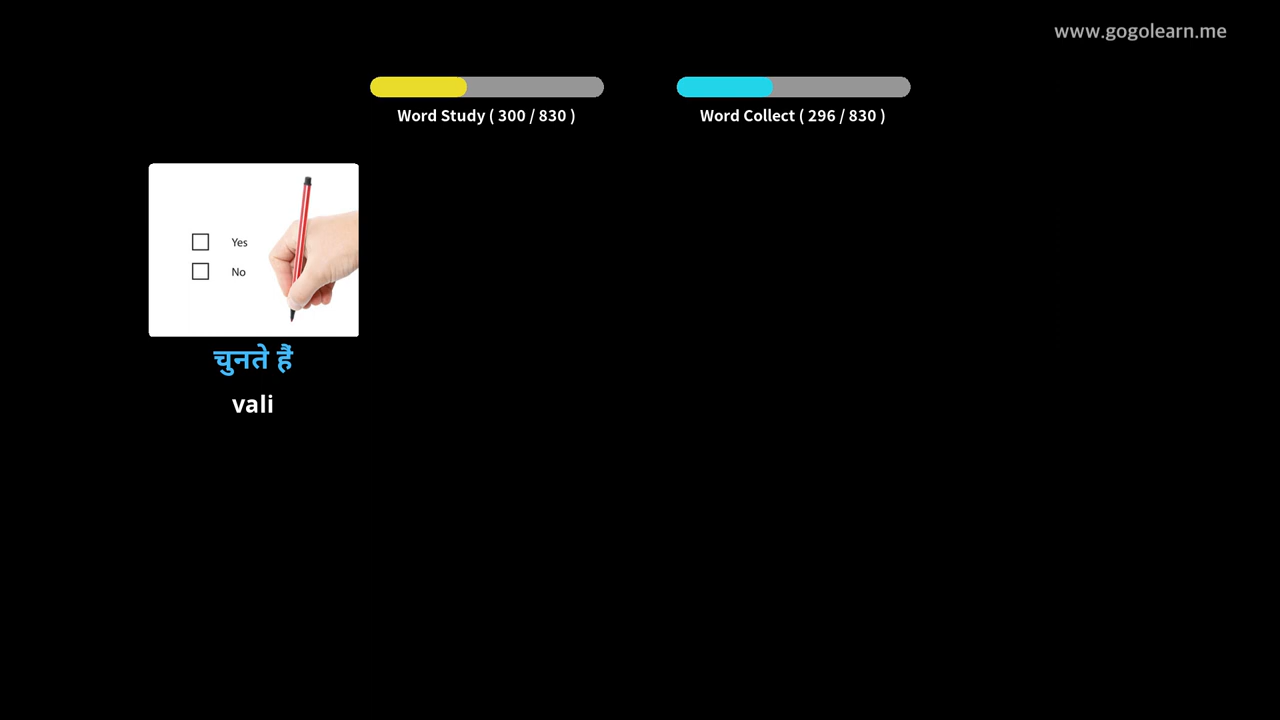 www.gogolearn.me
Word Study ( 300 / 830 )
Word Collect ( 296 / 830 )
Yes
No
चुनते हैं
vali